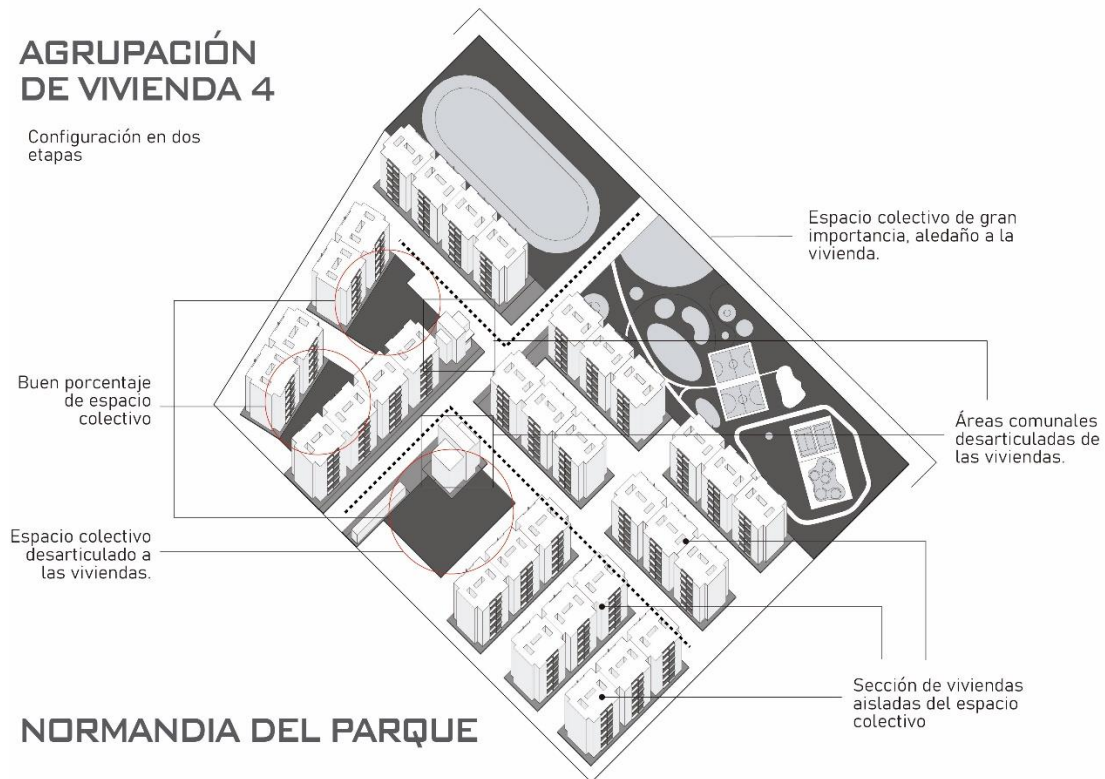 AGRUPACIÓN
DE VIVIENDA 4
Configuración en dos
etapas
Espacio colectivo de gran
importancia, aledaño a la
vivienda.
Buen porcentaje
de espacio
colectivo
Áreas comunales
desarticuladas de
las viviendas.
Espacio colectivo
desarticulado a
las viviendas.
Sección de viviendas
aisladas del espacio
colectivo
NORMANDIA DEL PARQUE